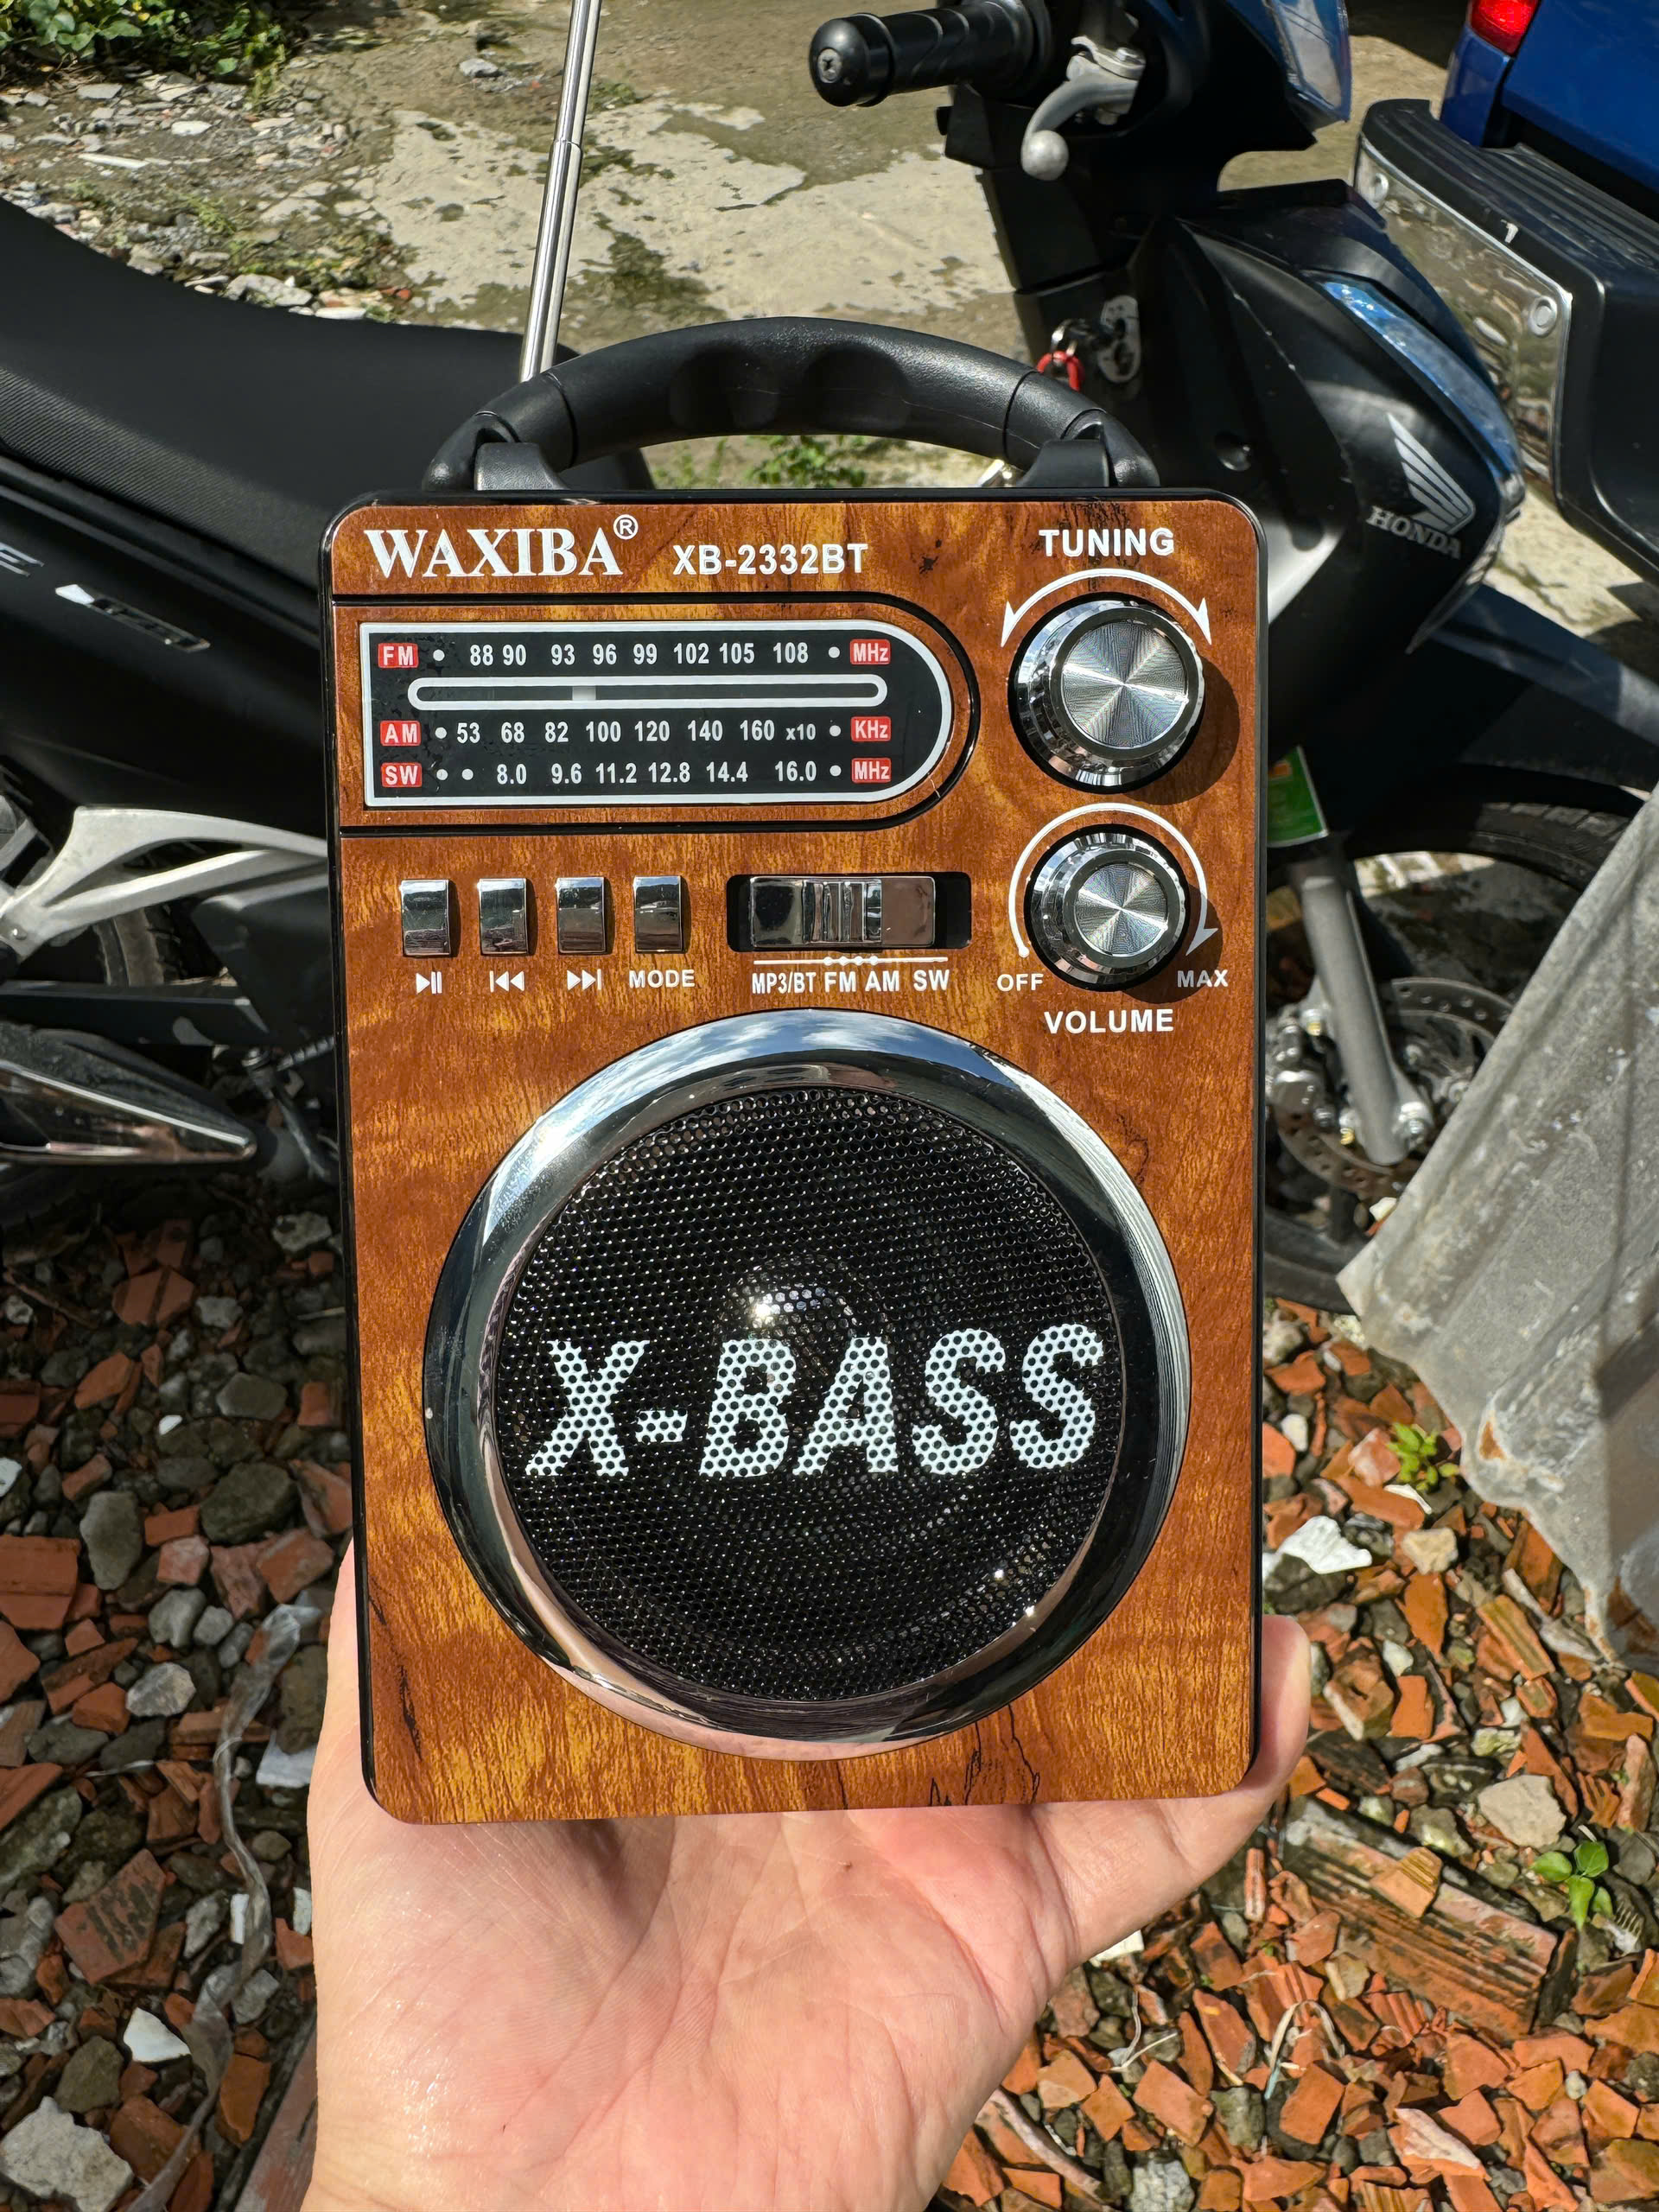 HONDA
WAXIBA® XB-2332BT
TUNING
FM • 88 90 93 96 99 102 105 108 • MHz
AM • 53 68 82 100 120 140 160 x10 • KHz
SW • • 8.0 9.6 11.2 12.8 14.4 16.0 • MHz
MODE
MP3/BT FM AM SW
OFF MAX
VOLUME
X-BASS